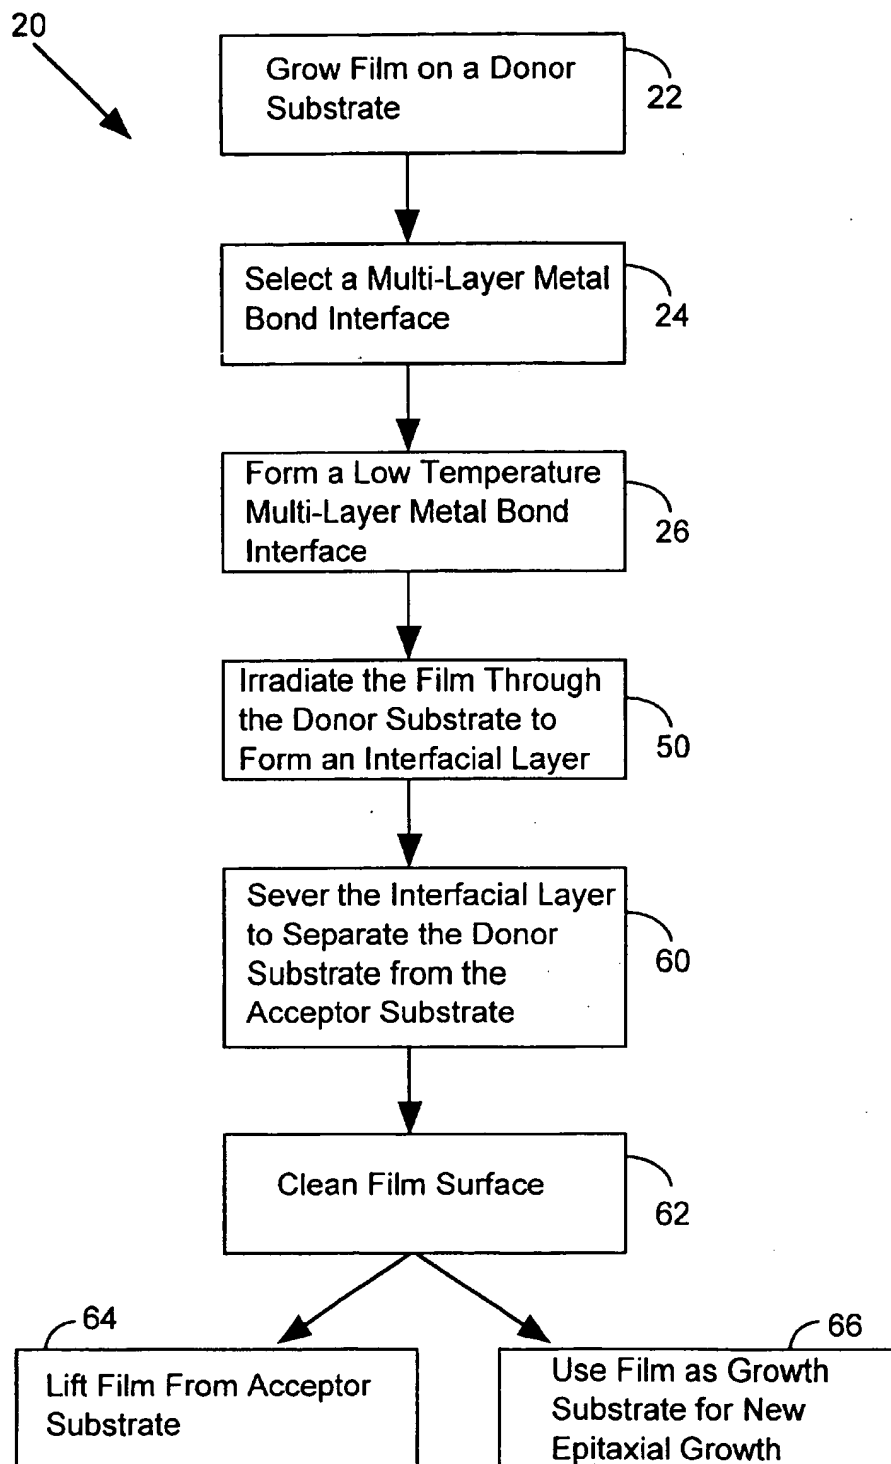 20
Grow Film on a Donor
Substrate
22
Select a Multi-Layer Metal
Bond Interface
24
Form a Low Temperature
Multi-Layer Metal Bond
Interface
26
Irradiate the Film Through
the Donor Substrate to
Form an Interfacial Layer
50
Sever the Interfacial Layer
to Separate the Donor
Substrate from the
Acceptor Substrate
60
Clean Film Surface
62
64
Lift Film From Acceptor
Substrate
66
Use Film as Growth
Substrate for New
Epitaxial Growth